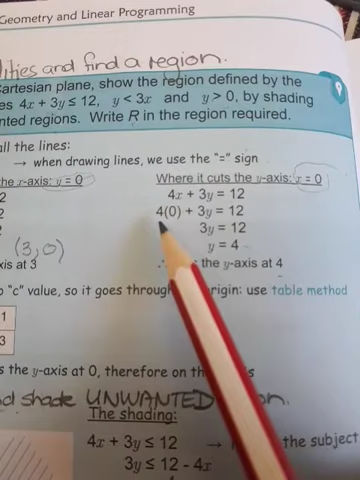 Geometry and Linear Programming
lities and find a region.
Cartesian plane, show the region defined by the
es 4x + 3y ≤ 12, y < 3x and y > 0, by shading
nted regions. Write R in the region required.
all the lines:
→ when drawing lines, we use the "=" sign
he x-axis: y = 0
Where it cuts the y-axis: x = 0
2
4x + 3y = 12
2
4(0) + 3y = 12
3y = 12
(3,0)
y = 4
xis at 3
∴ the y-axis at 4
o "c" value, so it goes through rigin: use table method
1
3
s the y-axis at 0, therefore on th s
nd shade UNWANTED on.
The shading:
4x + 3y ≤ 12 → the subject
3y ≤ 12 - 4x